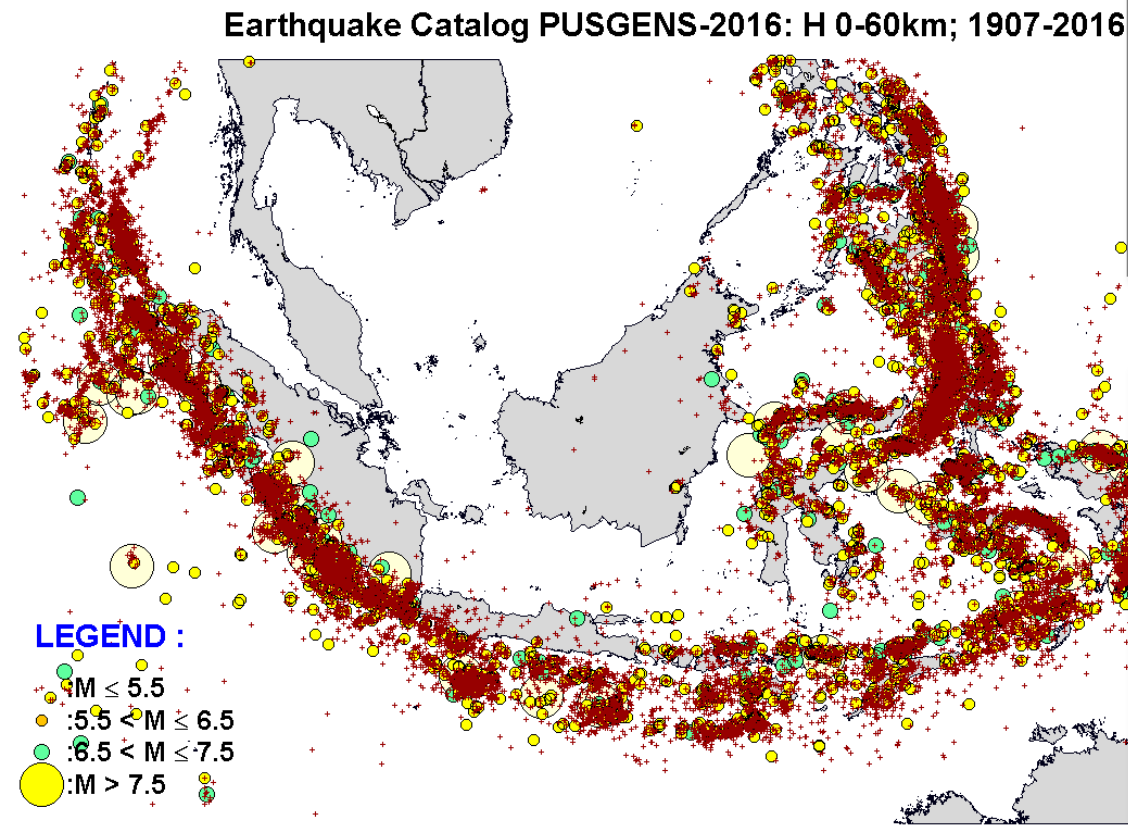 Earthquake Catalog PUSGENS-2016: H 0-60km; 1907-2016
LEGEND :
:M ≤ 5.5
:5.5 < M ≤ 6.5
:6.5 < M ≤ 7.5
:M > 7.5